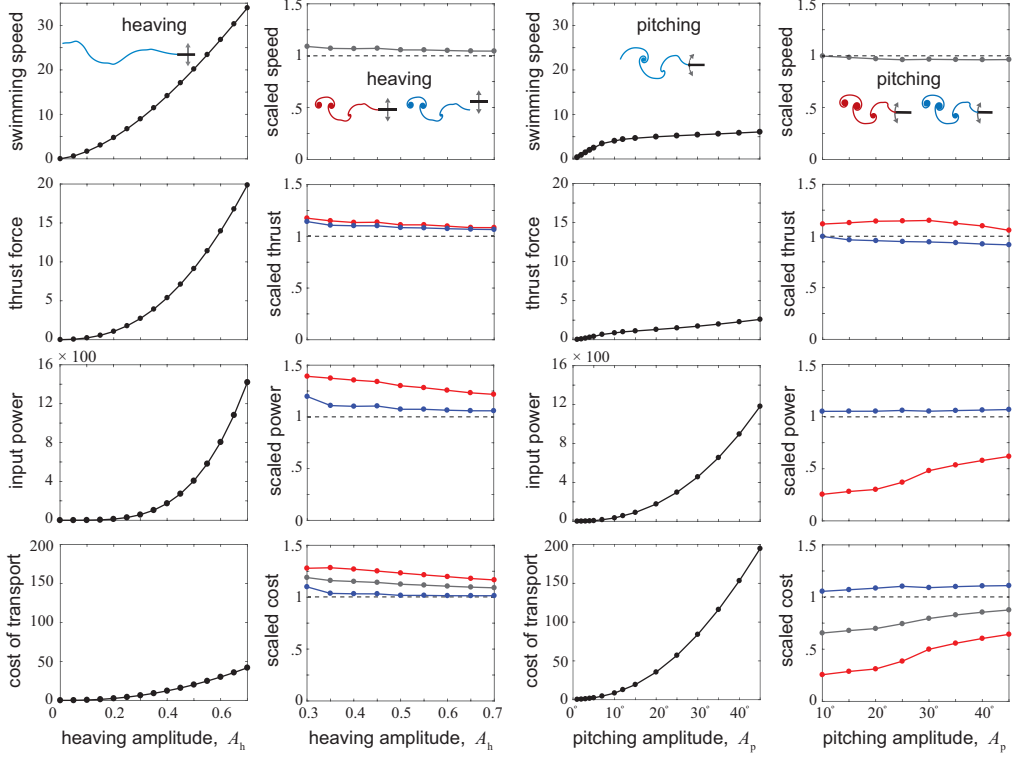 swimming speed
30
20
10
0
heaving
scaled speed
1.5
1
.5
0
heaving
swimming speed
30
20
10
0
pitching
scaled speed
1.5
1
.5
0
pitching
thrust force
20
15
10
5
0
scaled thrust
1.5
1
.5
0
thrust force
20
15
10
5
0
scaled thrust
1.5
1
.5
0
input power
× 100
16
12
8
4
0
scaled power
1.5
1
.5
0
input power
× 100
16
12
8
4
0
scaled power
1.5
1
.5
0
cost of transport
200
150
100
50
0
0 0.2 0.4 0.6
heaving amplitude, A_h
scaled cost
1.5
1
.5
0
0.3 0.4 0.5 0.6 0.7
heaving amplitude, A_h
cost of transport
200
150
100
50
0
0° 10° 20° 30° 40°
pitching amplitude, A_p
scaled cost
1.5
1
.5
0
10° 20° 30° 40°
pitching amplitude, A_p